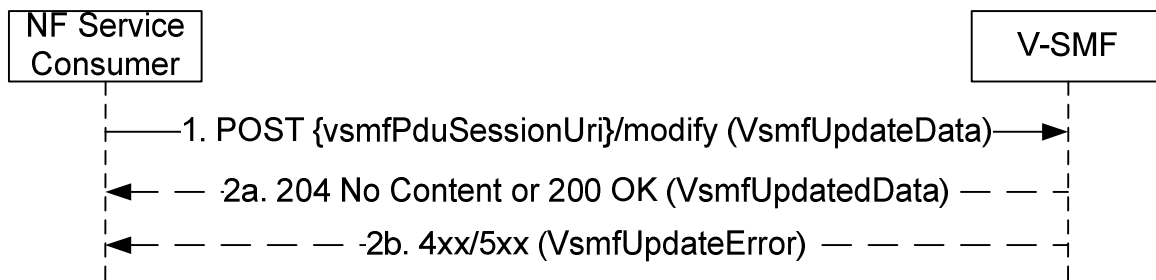 NF Service
Consumer
V-SMF
1. POST {vsmfPduSessionUri}/modify (VsmfUpdateData)
2a. 204 No Content or 200 OK (VsmfUpdatedData)
2b. 4xx/5xx (VsmfUpdateError)